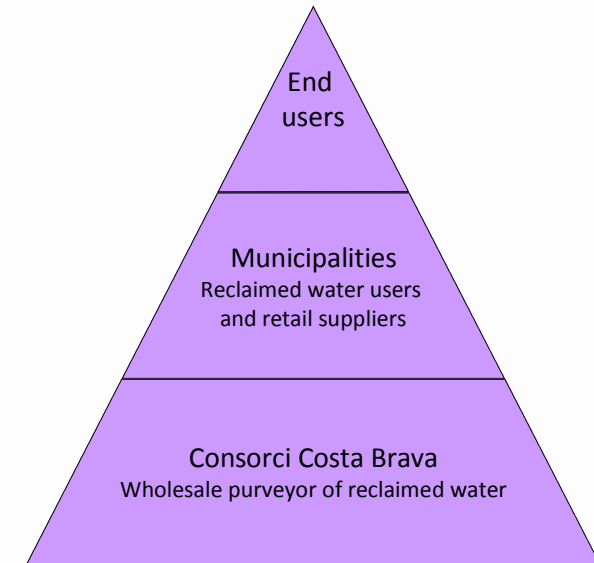 End
users
Municipalities
Reclaimed water users
and retail suppliers
Consorci Costa Brava
Wholesale purveyor of reclaimed water